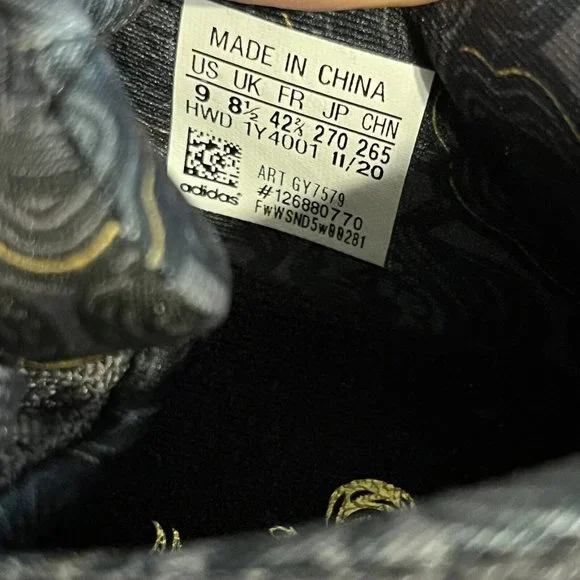 MADE IN CHINA
US UK FR JP CHN
9 8½ 42⅔ 270 265
HWD 1Y4001 11/20
ART GY7579
#126880770
FwWSND5w00281
adidas